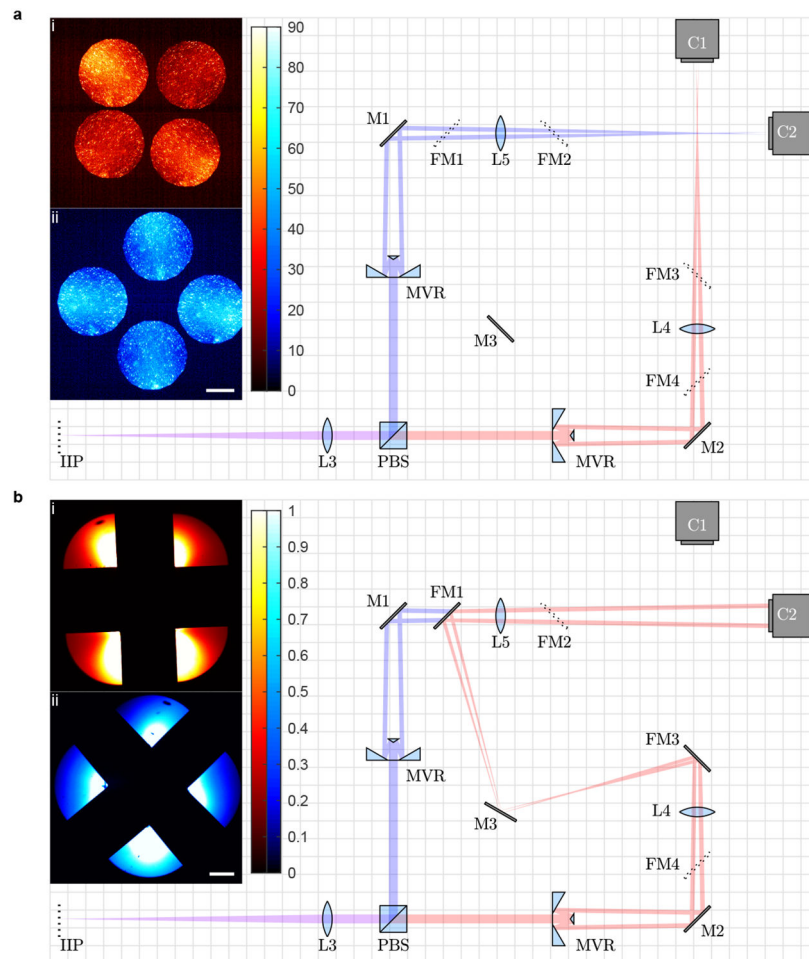 a
i
90
80
70
60
50
40
30
20
10
0
ii
C1
M1
C2
FM1
L5
FM2
MVR
FM3
L4
M3
FM4
IIP
L3
PBS
MVR
M2
b
i
1
0.9
0.8
0.7
0.6
0.5
0.4
0.3
0.2
0.1
0
ii
C1
M1
FM1
C2
L5
FM2
FM3
MVR
M3
L4
FM4
IIP
L3
PBS
MVR
M2